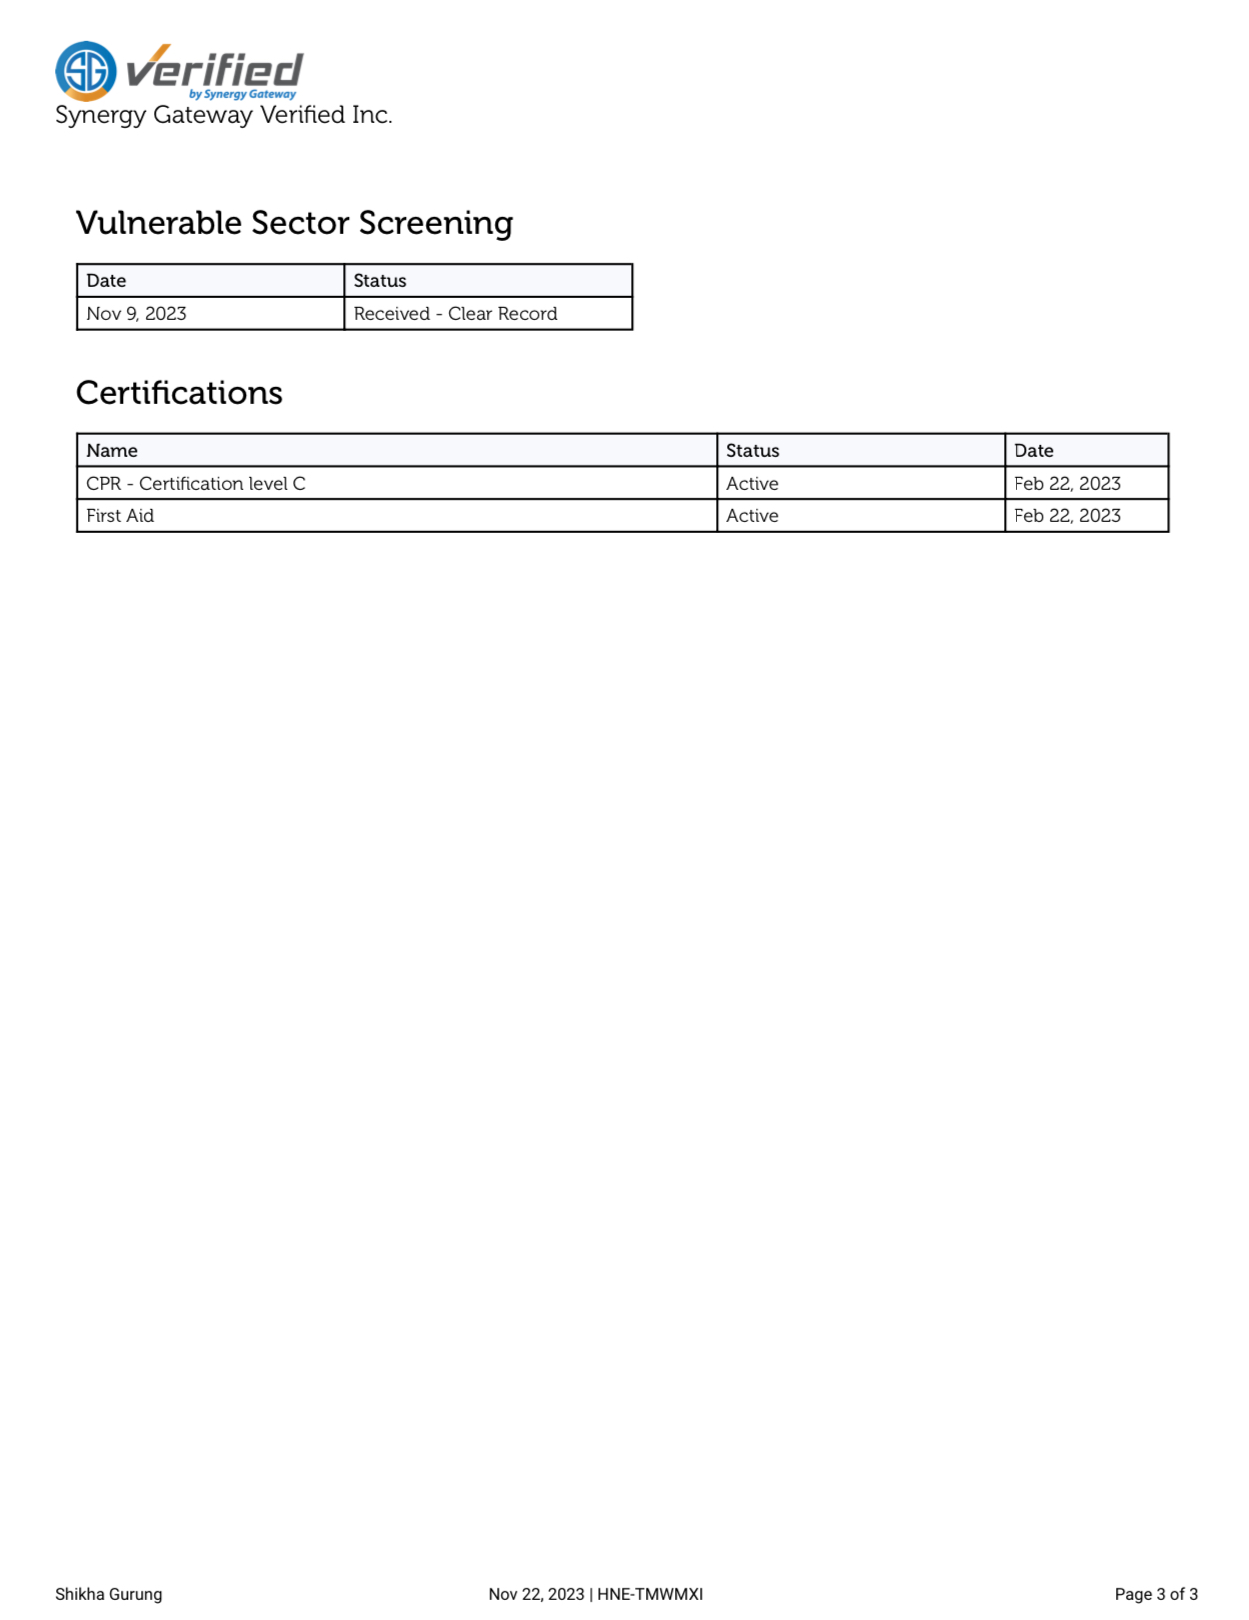 SG verified
by Synergy Gateway
Synergy Gateway Verified Inc.
Vulnerable Sector Screening
Date Status
Nov 9, 2023 Received - Clear Record
Certifications
Name Status Date
CPR - Certification level C Active Feb 22, 2023
First Aid Active Feb 22, 2023
Shikha Gurung Nov 22, 2023 | HNE-TMWMXI Page 3 of 3